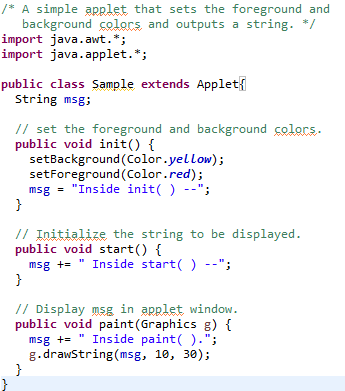 /* A simple applet that sets the foreground and
   background colors and outputs a string. */
import java.awt.*;
import java.applet.*;

public class Sample extends Applet{
  String msg;

  // set the foreground and background colors.
  public void init() {
    setBackground(Color.yellow);
    setForeground(Color.red);
    msg = "Inside init( ) --";
  }

  // Initialize the string to be displayed.
  public void start() {
    msg += " Inside start( ) --";
  }

  // Display msg in applet window.
  public void paint(Graphics g) {
    msg += " Inside paint( ).";
    g.drawString(msg, 10, 30);
  }
}